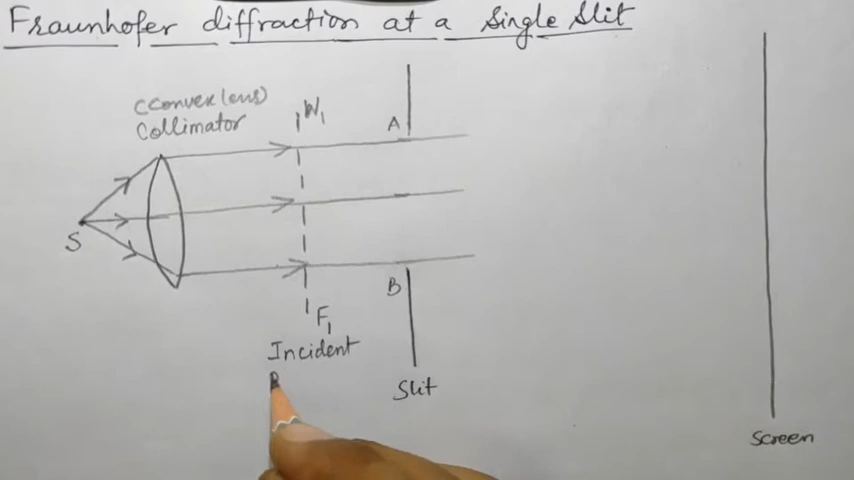 Fraunhofer diffraction at a Single Slit
(Convex lens)
Collimator
W₁
A
S
B
F₁
Incident
Slit
Screen